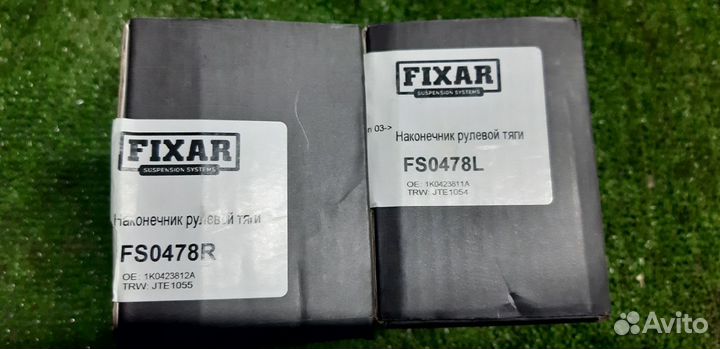 FIXAR
SUSPENSION SYSTEMS
Наконечник рулевой тяги
FS0478R
OE: 1K0423812A
TRW: JTE1055
FIXAR
SUSPENSION SYSTEMS
03->
Наконечник рулевой тяги
FS0478L
OE: 1K0423811A
TRW: JTE1054
Avito